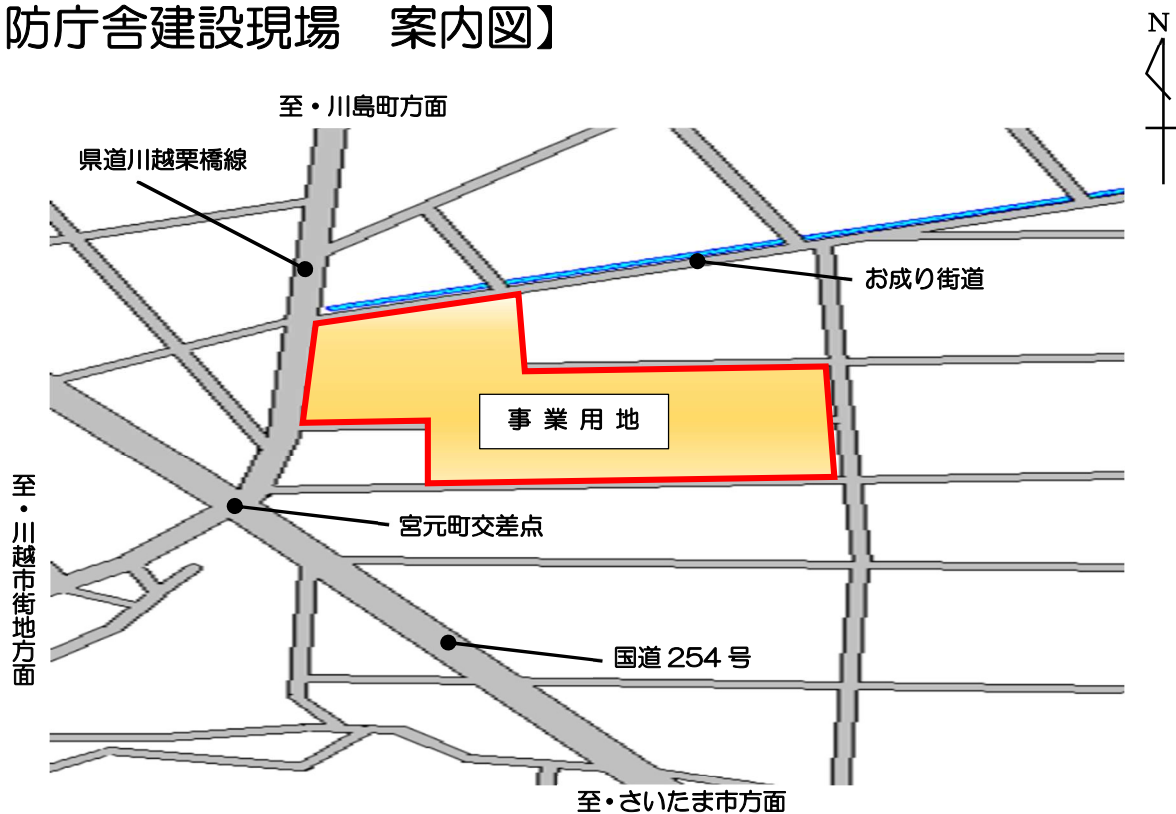 防庁舎建設現場　案内図】
N
至・川島町方面
県道川越栗橋線
お成り街道
事業用地
至・川越市街地方面
宮元町交差点
国道254号
至・さいたま市方面